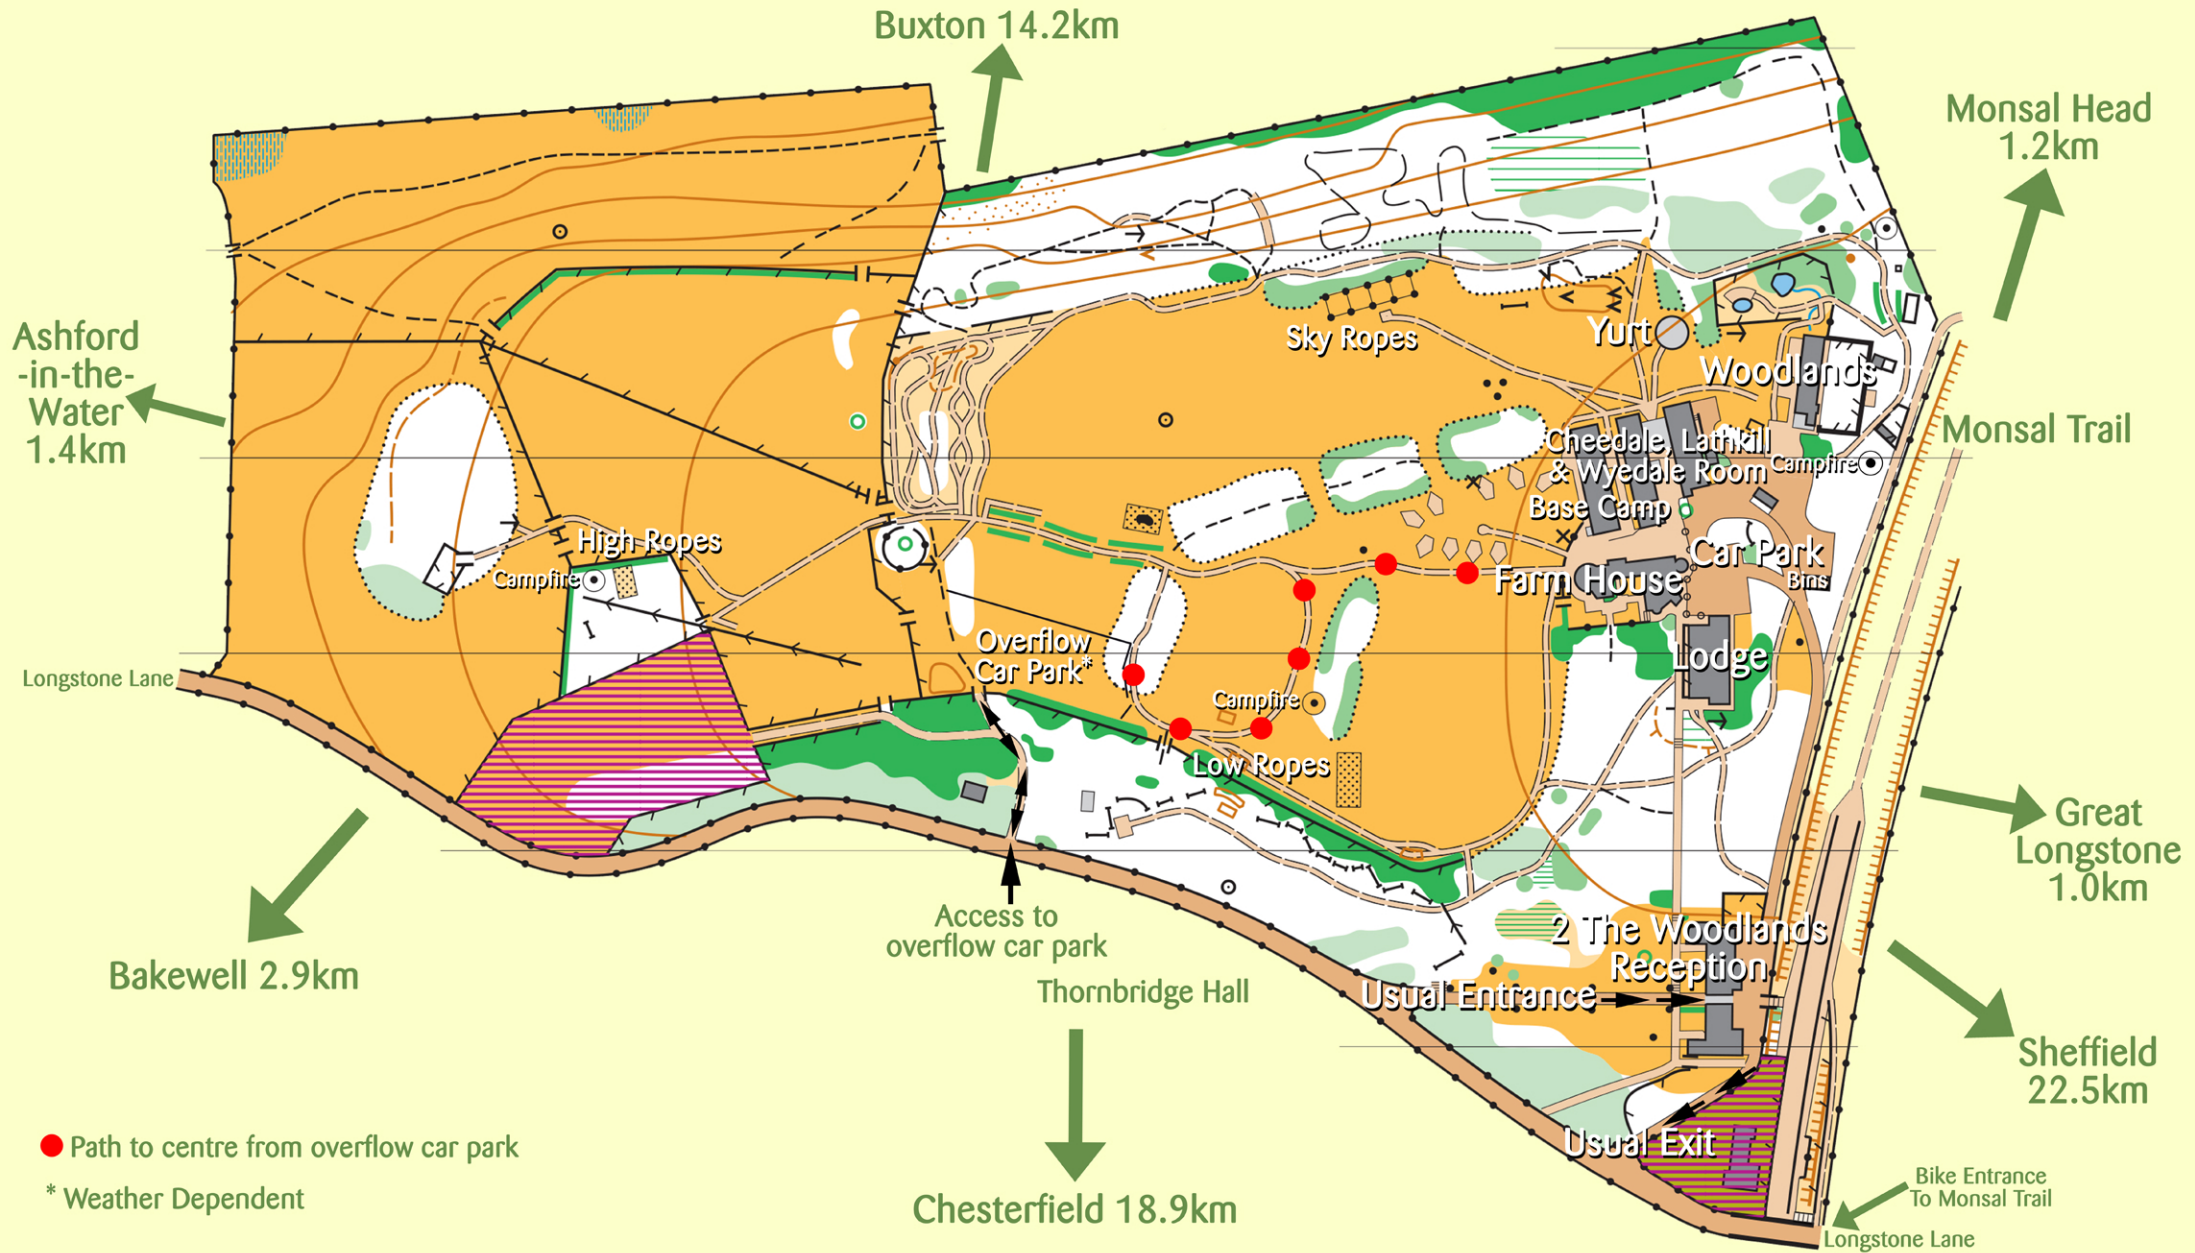 Buxton 14.2km
Monsal Head
1.2km
Ashford
-in-the-
Water
1.4km
Sky Ropes
Yurt
Woodlands
Monsal Trail
Cheedale, Lathkill
& Wyedale Room
Campfire
Base Camp
High Ropes
Campfire
Car Park
Farm House
Bins
Overflow
Car Park*
Lodge
Longstone Lane
Campfire
Low Ropes
Great
Longstone
1.0km
Access to
overflow car park
2 The Woodlands
Reception
Bakewell 2.9km
Thornbridge Hall
Usual Entrance
Sheffield
22.5km
Usual Exit
Path to centre from overflow car park
* Weather Dependent
Chesterfield 18.9km
Bike Entrance
To Monsal Trail
Longstone Lane